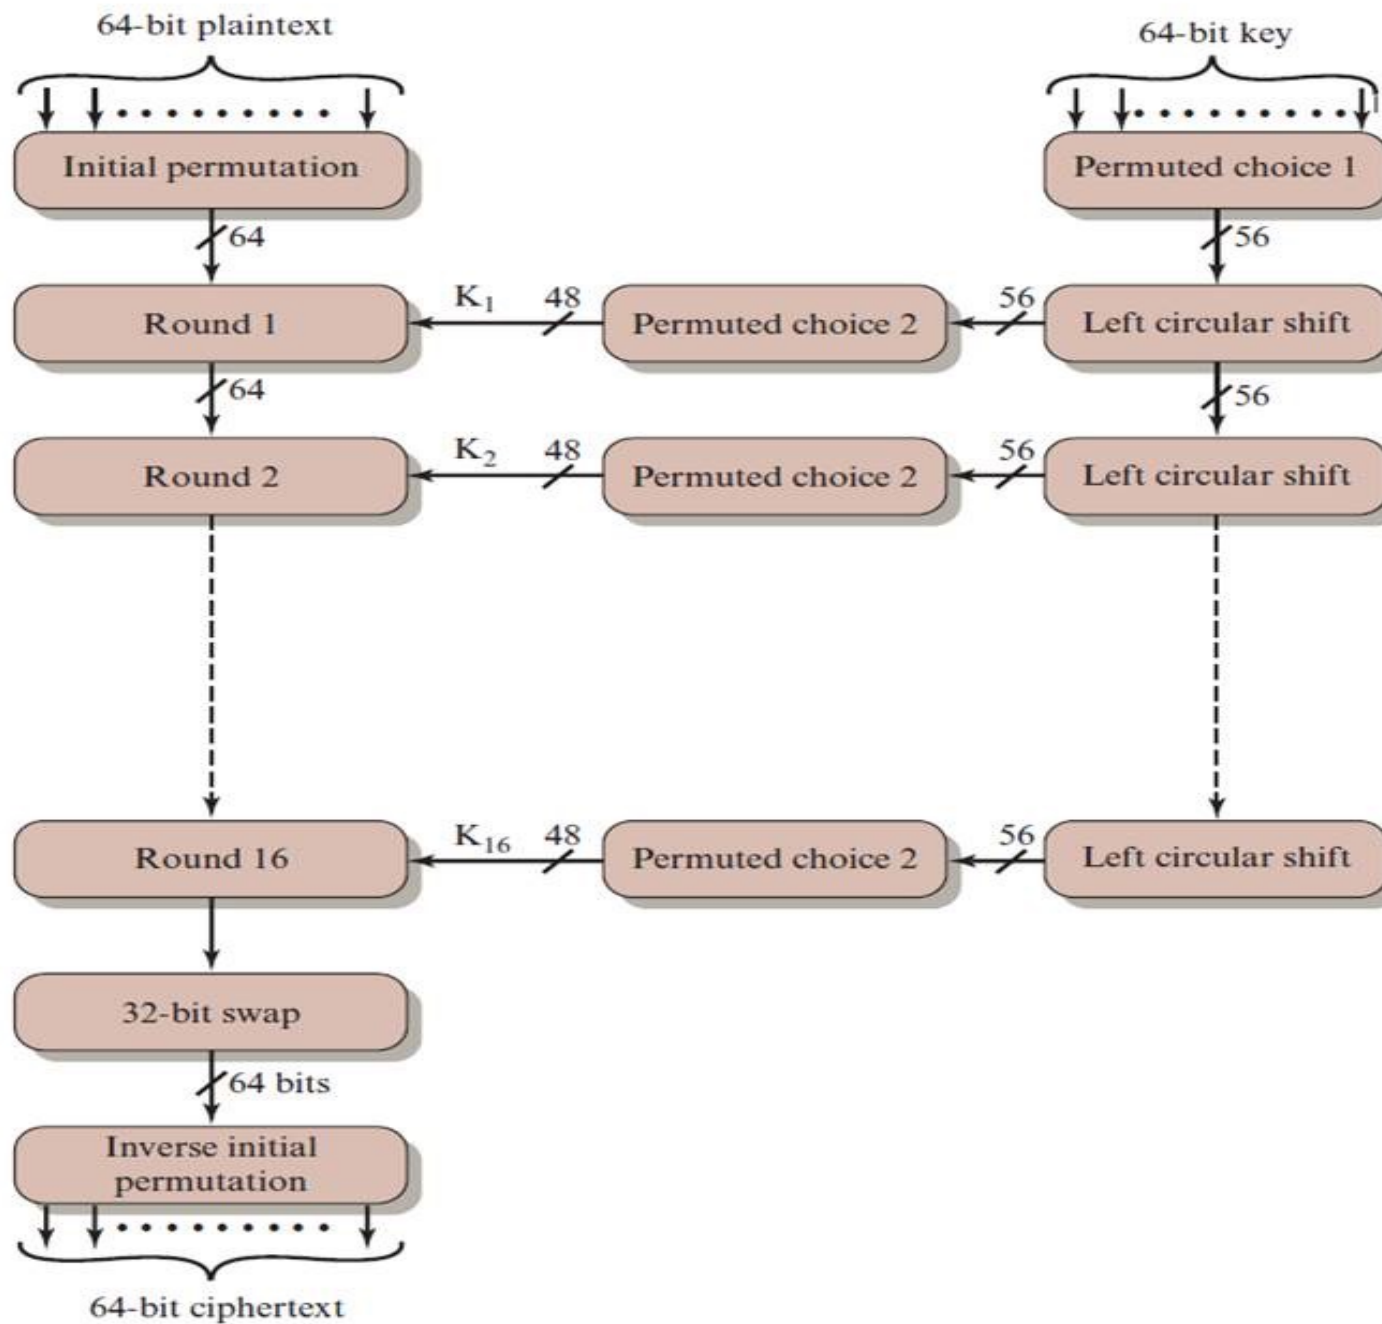 64-bit plaintext
64-bit key
Initial permutation
Permuted choice 1
64
56
Round 1
K₁
48
Permuted choice 2
56
Left circular shift
64
56
Round 2
K₂
48
Permuted choice 2
56
Left circular shift
Round 16
K₁₆
48
Permuted choice 2
56
Left circular shift
32-bit swap
64 bits
Inverse initial
permutation
64-bit ciphertext